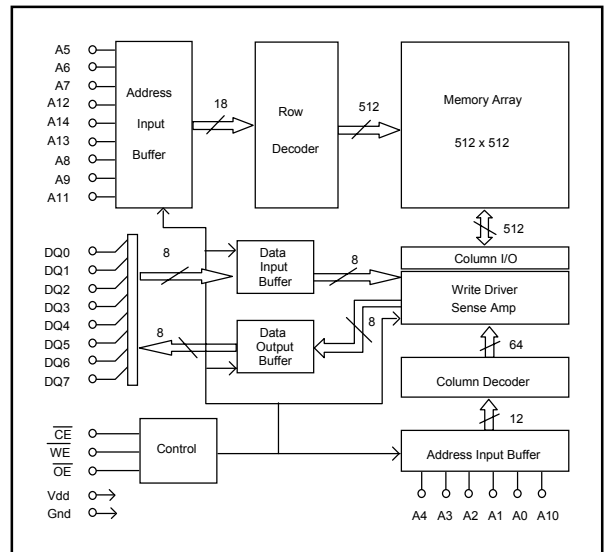 A5
A6
A7
A12
A14
A13
A8
A9
A11
Address
Input
Buffer
18
Row
Decoder
512
Memory Array
512 x 512
512
DQ0
DQ1
DQ2
DQ3
DQ4
DQ5
DQ6
DQ7
8
Data
Input
Buffer
8
Column I/O
Write Driver
Sense Amp
8
Data
Output
Buffer
8
64
Column Decoder
12
CE
WE
OE
Control
Address Input Buffer
Vdd
Gnd
A4 A3 A2 A1 A0 A10